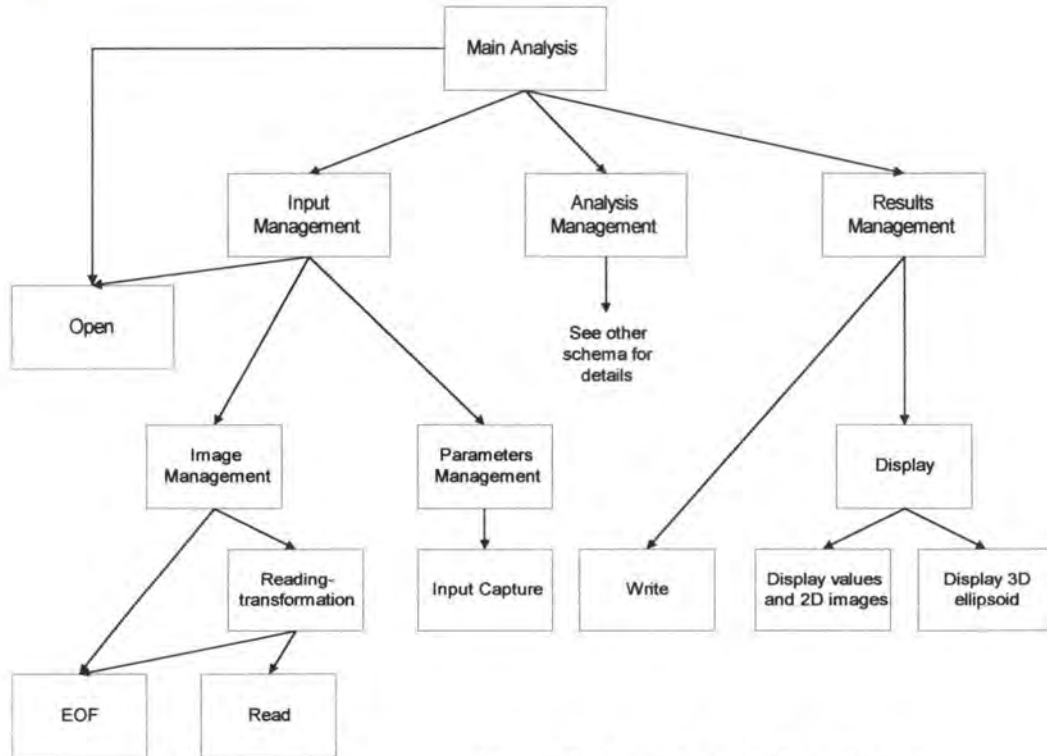 Main Analysis
Input
Management
Analysis
Management
Results
Management
Open
See other
schema for
details
Image
Management
Parameters
Management
Display
Reading-
transformation
Input Capture
Write
Display values
and 2D images
Display 3D
ellipsoid
EOF
Read